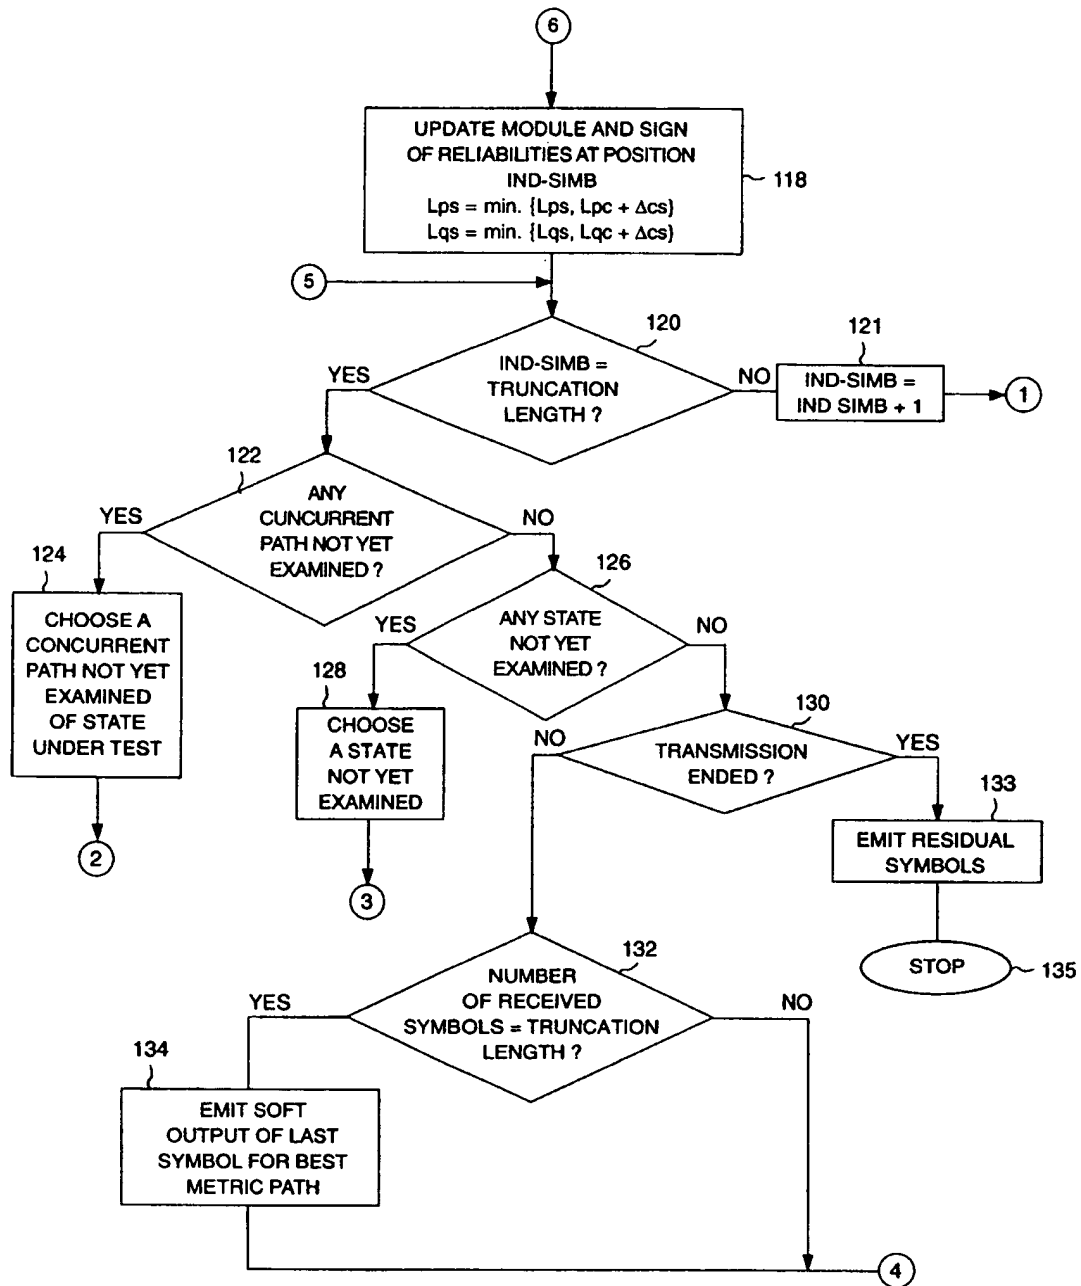 6
UPDATE MODULE AND SIGN
OF RELIABILITIES AT POSITION
IND-SIMB
Lps = min. {Lps, Lpc + Δcs}
Lqs = min. {Lqs, Lqc + Δcs}
118
5
120
IND-SIMB =
TRUNCATION
LENGTH ?
YES
NO
121
IND-SIMB =
IND SIMB + 1
1
122
ANY
CUNCURRENT
PATH NOT YET
EXAMINED ?
YES
NO
124
CHOOSE A
CONCURRENT
PATH NOT YET
EXAMINED
OF STATE
UNDER TEST
2
126
ANY STATE
NOT YET
EXAMINED ?
YES
NO
128
CHOOSE
A STATE
NOT YET
EXAMINED
3
130
TRANSMISSION
ENDED ?
NO
YES
133
EMIT RESIDUAL
SYMBOLS
STOP
135
132
NUMBER
OF RECEIVED
SYMBOLS = TRUNCATION
LENGTH ?
YES
NO
134
EMIT SOFT
OUTPUT OF LAST
SYMBOL FOR BEST
METRIC PATH
4